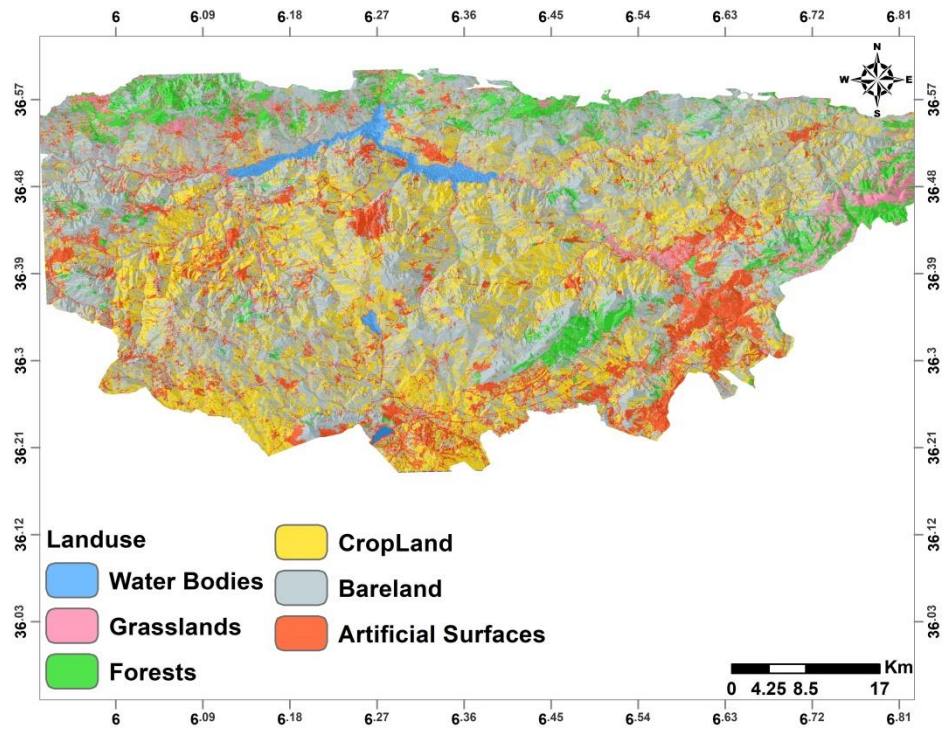 6 6.09 6.18 6.27 6.36 6.45 6.54 6.63 6.72 6.81
N
W E
S
36.57 36.57
36.48 36.48
36.39 36.39
36.3 36.3
36.21 36.21
36.12 36.12
36.03 36.03
Landuse
Water Bodies
Grasslands
Forests
CropLand
Bareland
Artificial Surfaces
Km
0 4.25 8.5 17
6 6.09 6.18 6.27 6.36 6.45 6.54 6.63 6.72 6.81